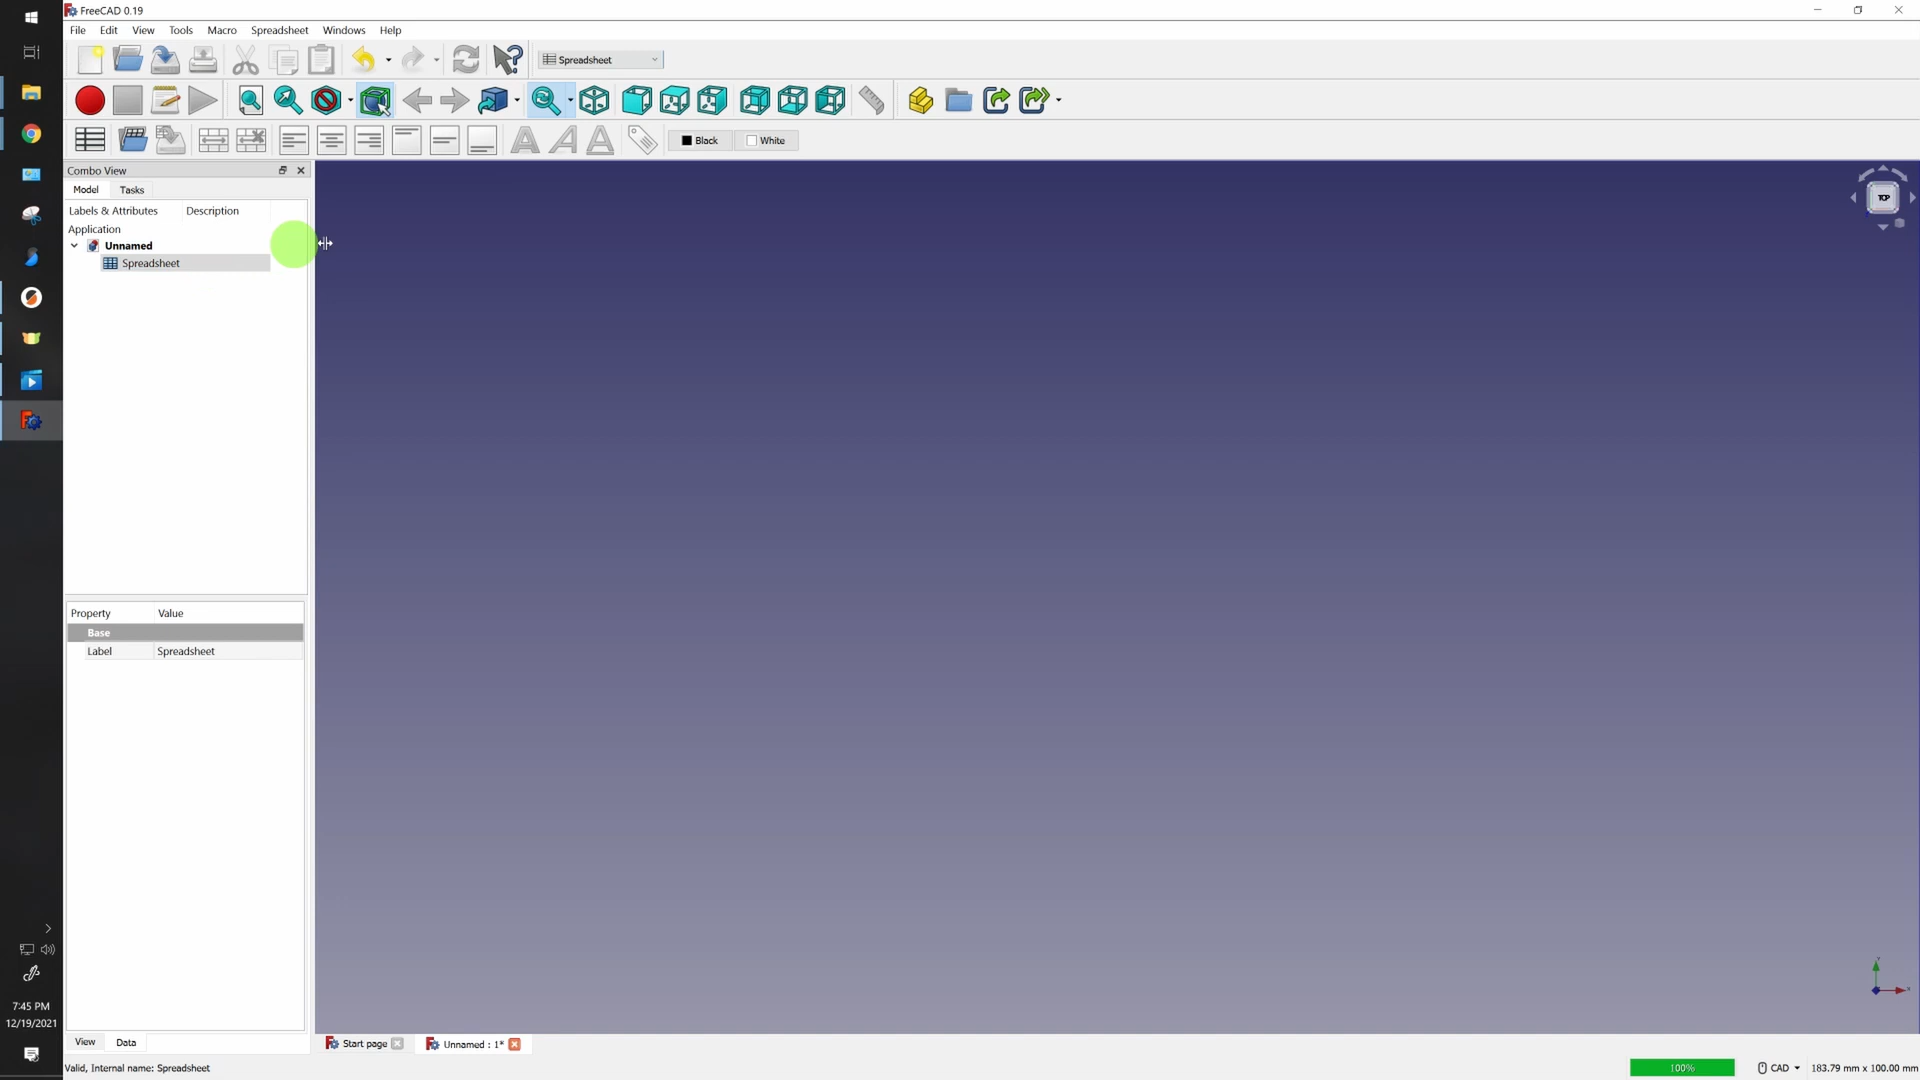 FreeCAD 0.19
File Edit View Tools Macro Spreadsheet Windows Help
Spreadsheet
Black White
Combo View
Model Tasks
Labels & Attributes Description
Application
Unnamed
Spreadsheet
TOP
Property Value
Base
Label Spreadsheet
7:45 PM
12/19/2021
View Data
Start page
Unnamed : 1*
Valid, Internal name: Spreadsheet
100%
CAD
183.79 mm x 100.00 mm